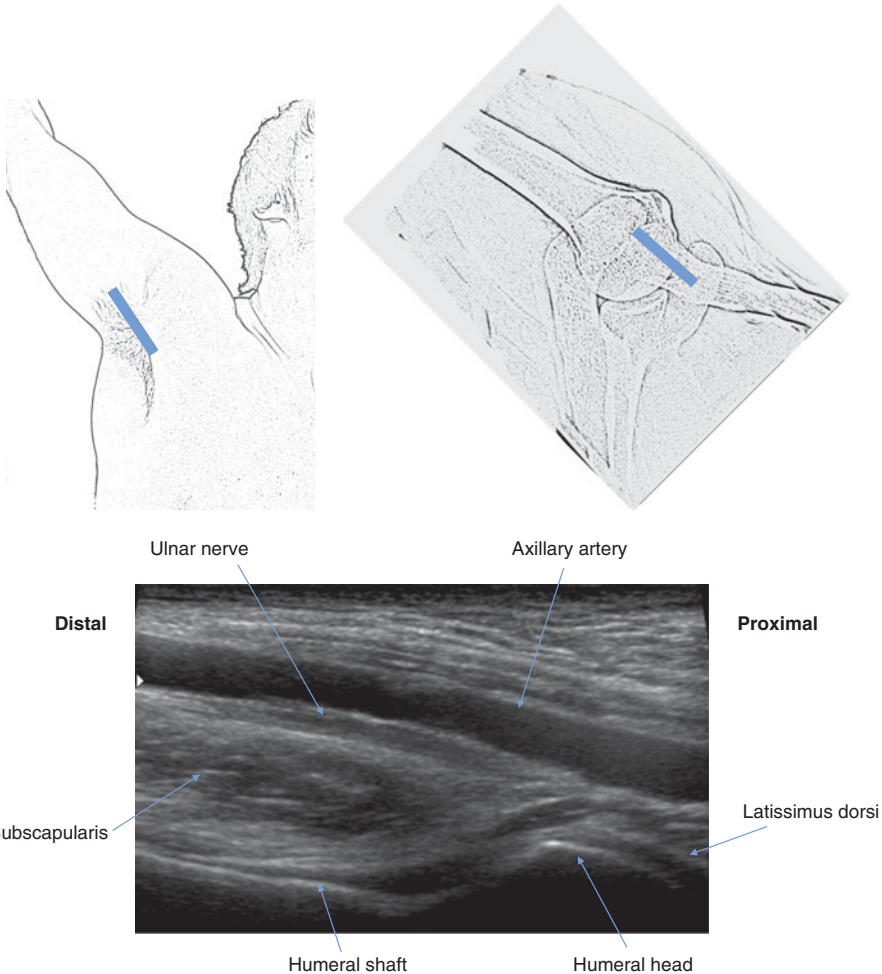 Ulnar nerve
Axillary artery
Distal
Proximal
ubscapularis
Latissimus dorsi
Humeral shaft
Humeral head